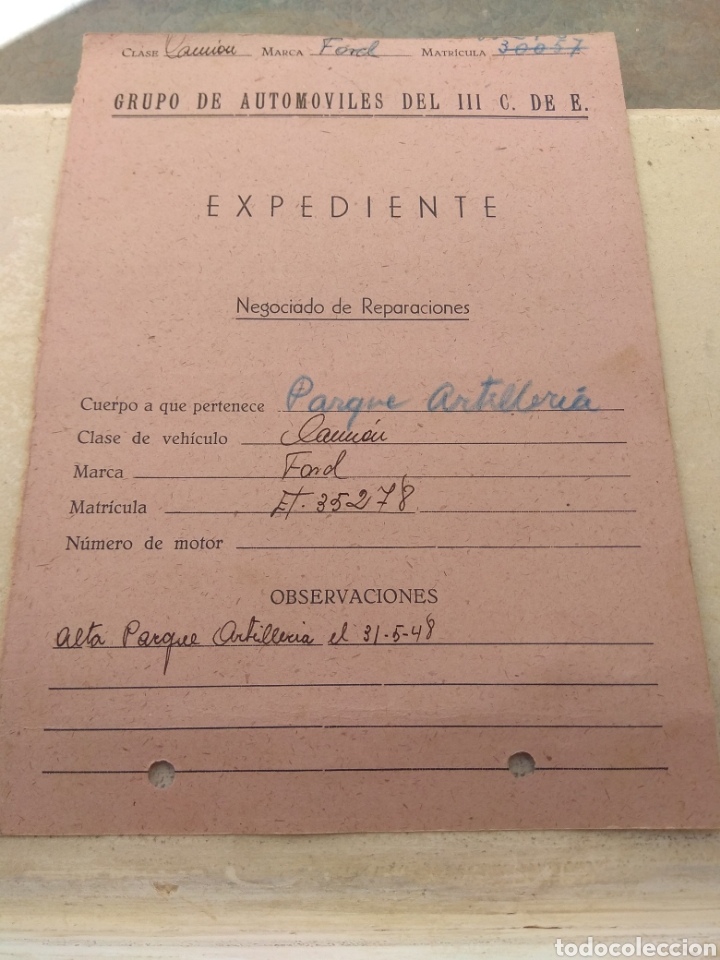 Clase Camión Marca Ford Matrícula 30057
GRUPO DE AUTOMOVILES DEL III C. DE E.
EXPEDIENTE
Negociado de Reparaciones
Cuerpo a que pertenece Parque Artillería
Clase de vehículo Camión
Marca Ford
Matrícula Et. 35278
Número de motor
OBSERVACIONES
alta Parque Artilleria el 31-5-48
todocoleccion